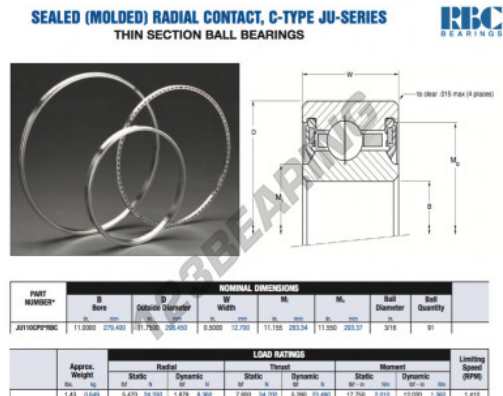 SEALED (MOLDED) RADIAL CONTACT, C-TYPE JU-SERIES
THIN SECTION BALL BEARINGS
RBC
BEARINGS
W
to clear .015 max (4 places)
D
M
B
123BEARING
NOMINAL DIMENSIONS
PART NUMBER*
B Bore
D Outside Diameter
W Width
Ball Diameter
Ball Quantity
in. mm in. mm in. mm in. mm in. mm in.
JU110CP0*RBC 11.0000 279.400 11.7500 298.450 0.5000 12.700 11.155 283.34 11.550 293.37 3/16 91
LOAD RATINGS
Approx. Weight
Radial Thrust Moment
Limiting Speed (RPM)
Static Dynamic Static Dynamic Static Dynamic
lbs. kg lbf N lbf N lbf N lbf N lbf - in Nm lbf - in Nm